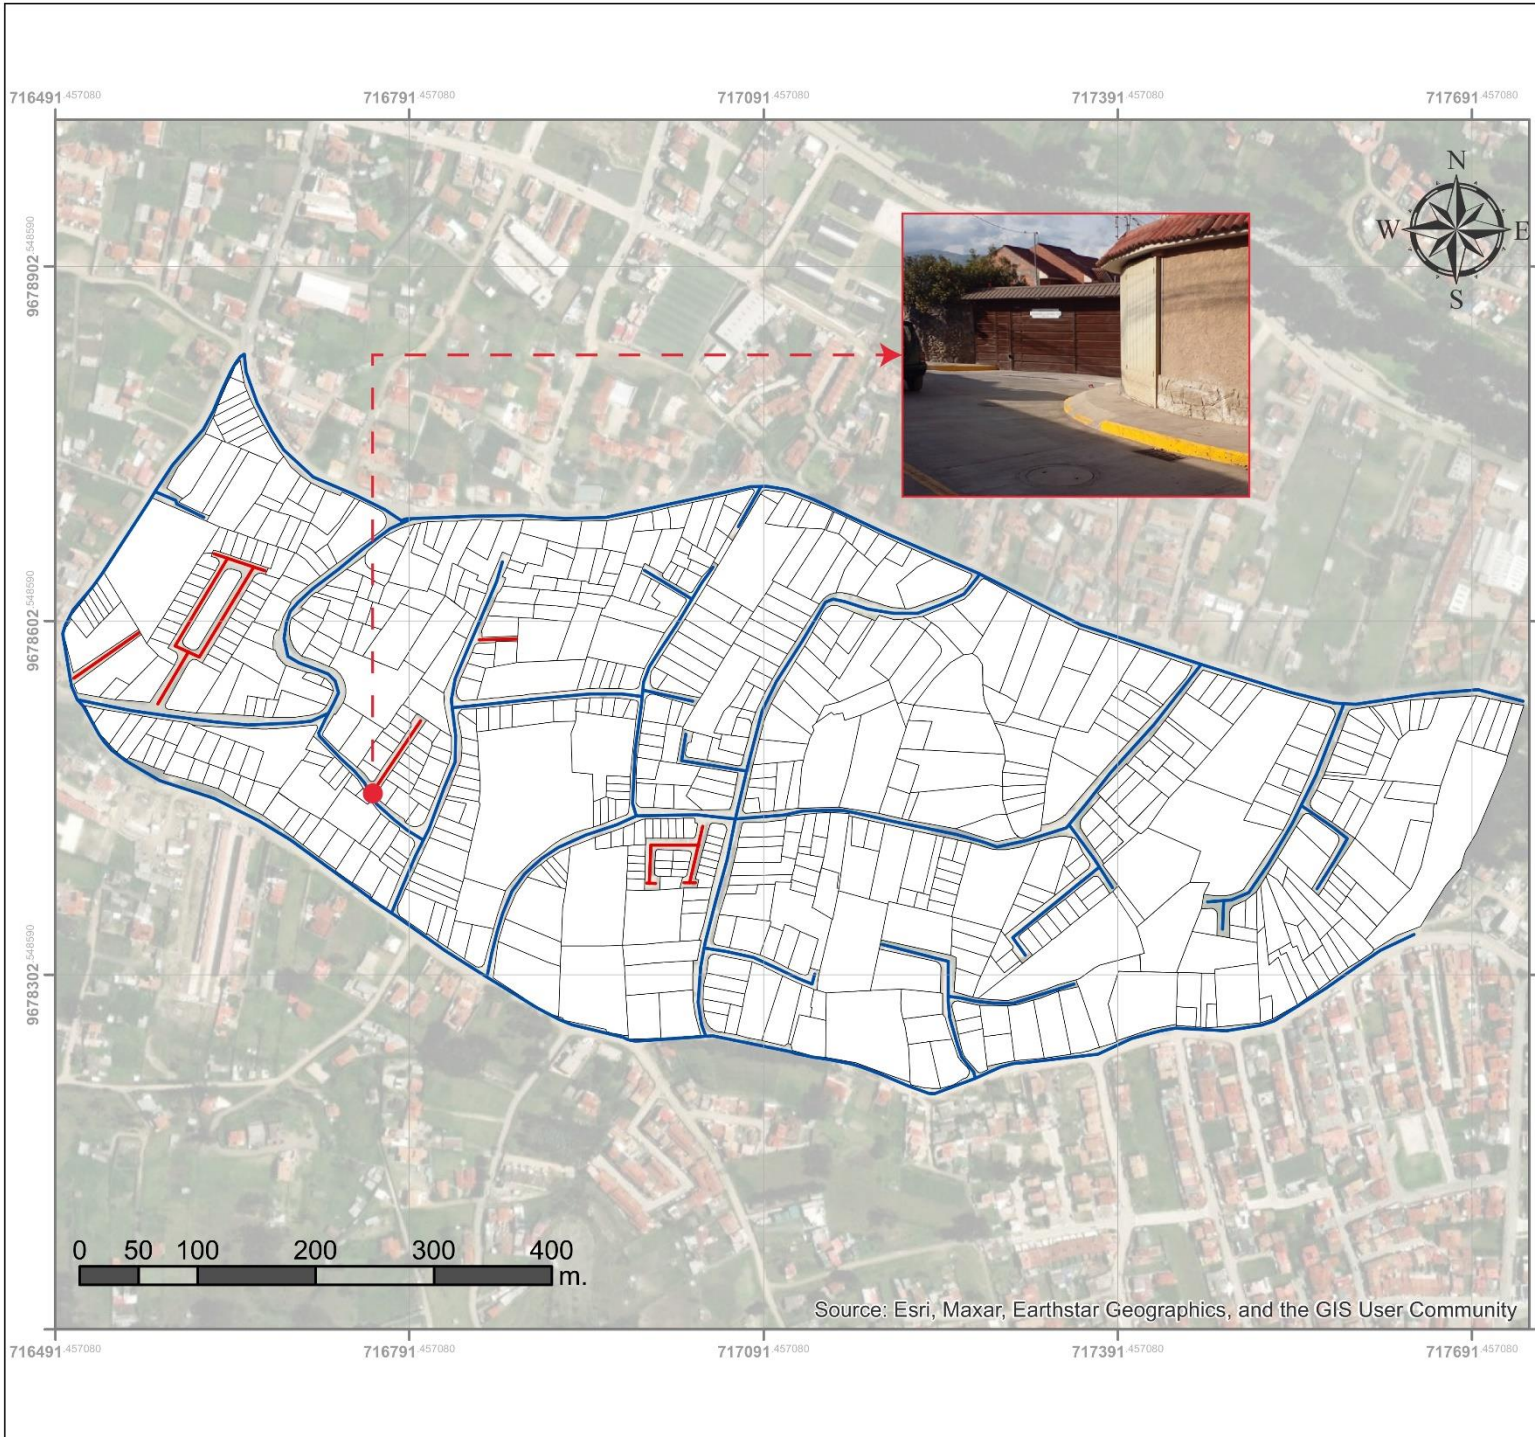 716491.457080 716791.457080 717091.457080 717391.457080 717691.457080
N
W E
S
9678902.548590
9678602.548590
9678302.548590
0 50 100 200 300 400
m.
Source: Esri, Maxar, Earthstar Geographics, and the GIS User Community
716491.457080 716791.457080 717091.457080 717391.457080 717691.457080